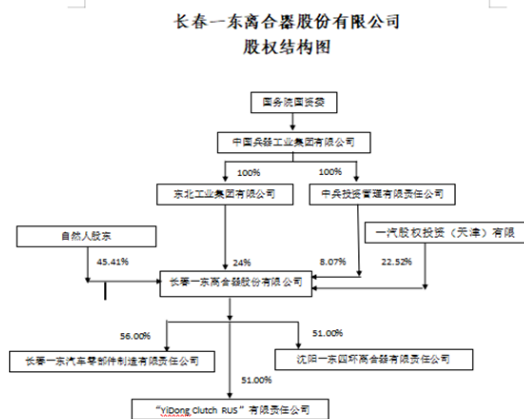 长春一东离合器股份有限公司
股权结构图
国务院国资委
中国兵器工业集团有限公司
100%
100%
东北工业集团有限公司
中兵投资管理有限责任公司
自然人股东
一汽股权投资（天津）有限
45.41%
24%
8.07%
22.52%
长春一东离合器股份有限公司
56.00%
51.00%
长春一东汽车零部件制造有限责任公司
沈阳一东四环离合器有限责任公司
51.00%
“YiDong Clutch RUS”有限责任公司